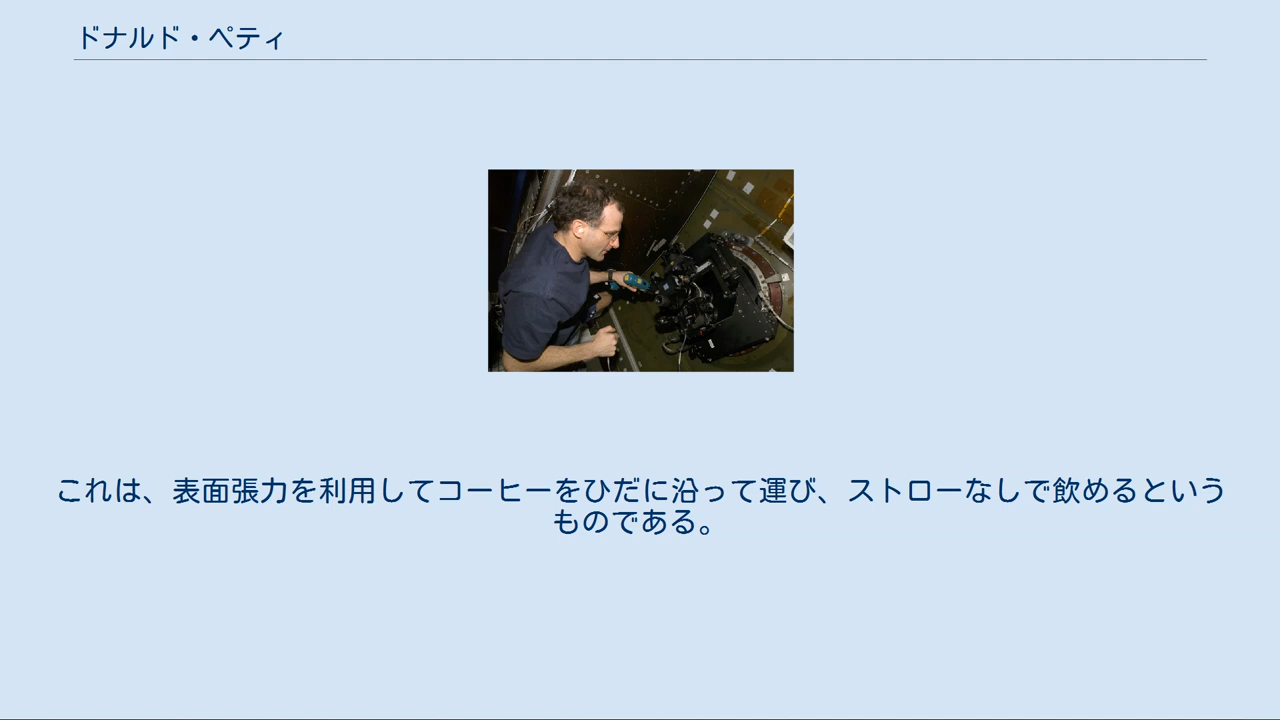 ドナルド・ペティ
これは、表面張力を利用してコーヒーをひだに沿って運び、ストローなしで飲めるという
ものである。